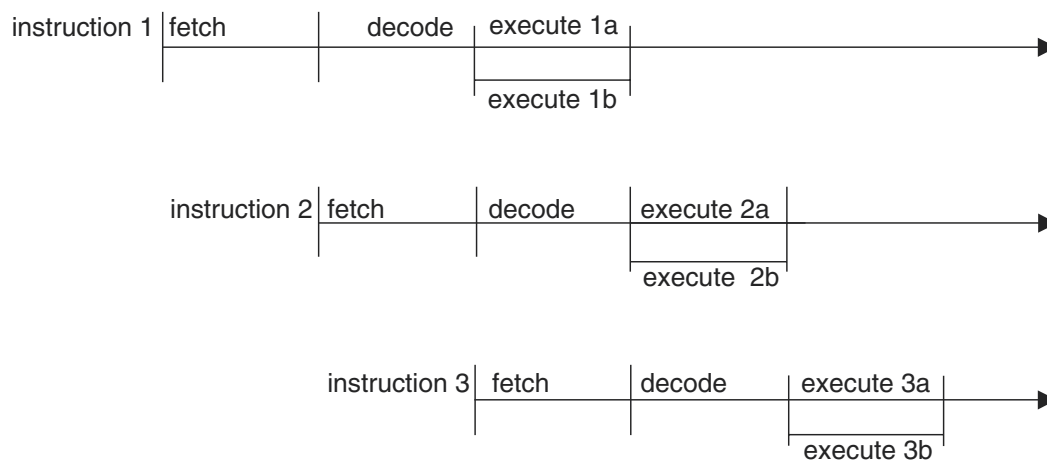 instruction 1 fetch decode execute 1a
execute 1b
instruction 2 fetch decode execute 2a
execute 2b
instruction 3 fetch decode execute 3a
execute 3b